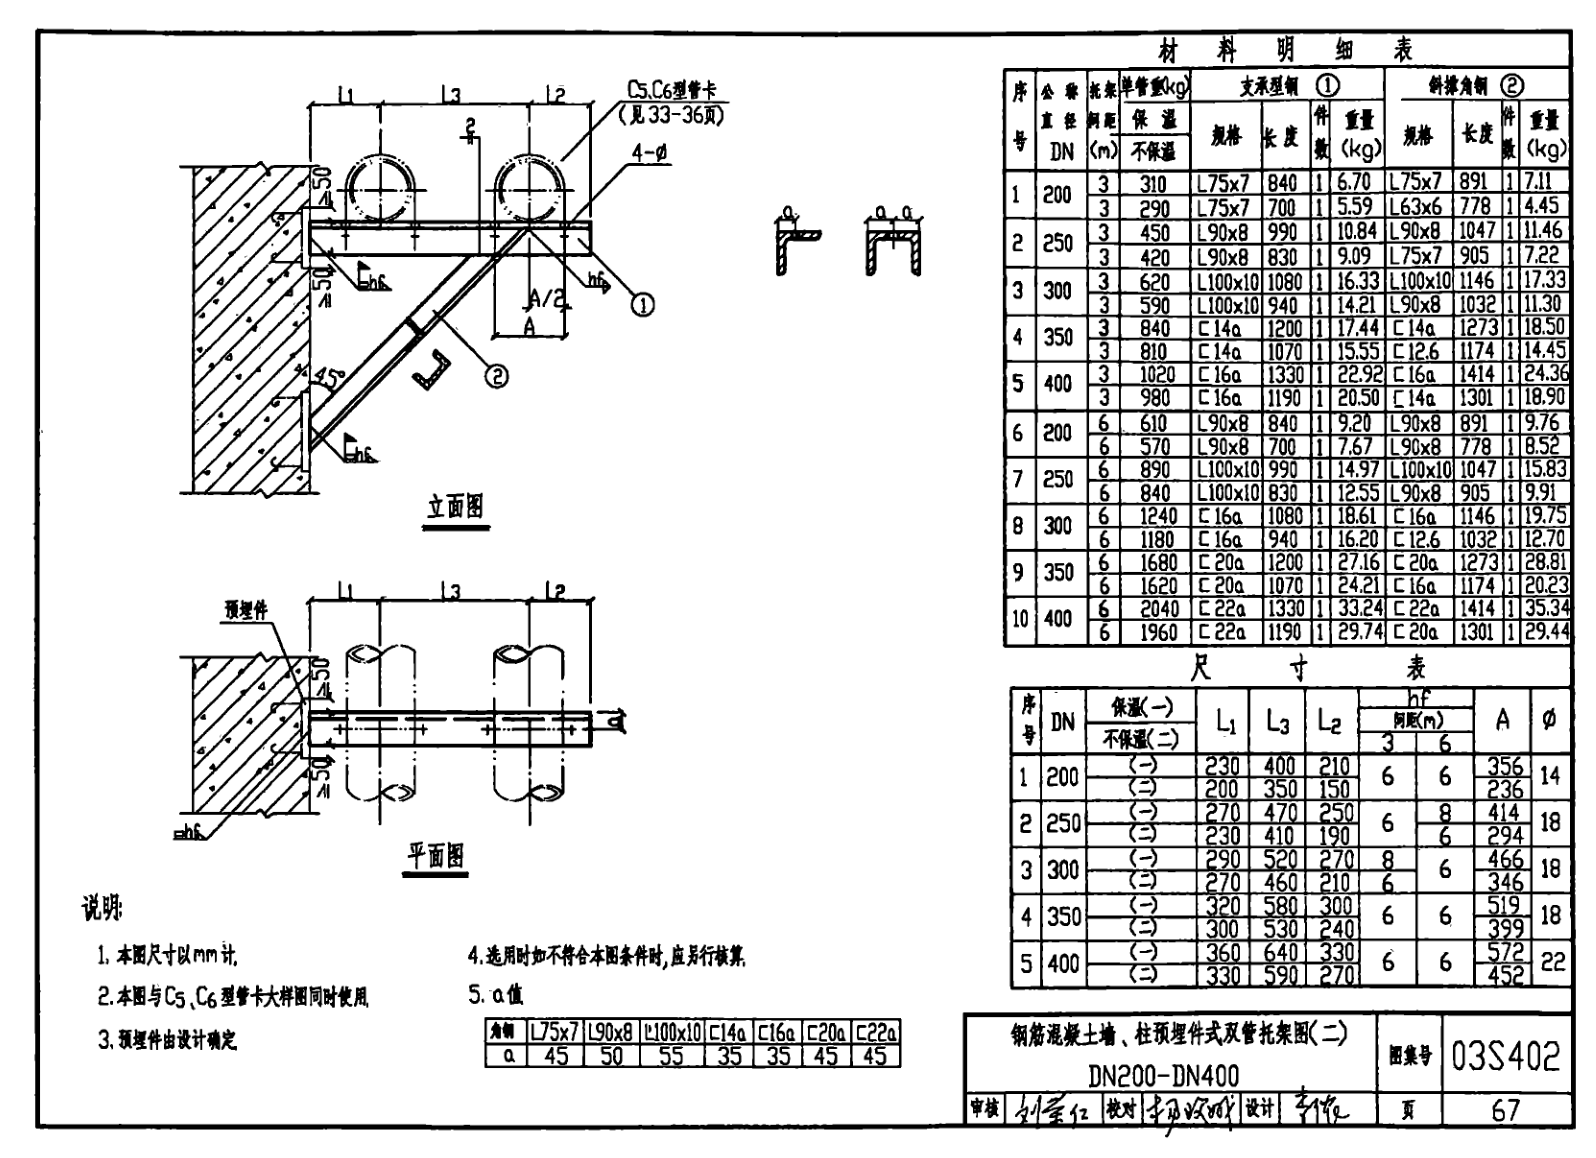 L1 L3 L2
C5、C6型管卡
(见33-36页)
4-Ø
2
≥50
≥50
hf
hf
A/2
A
①
②
45°
hf
立面图
a
a a
L1 L3 L2
预埋件
≥50
≥50
a
hf
平面图
说明:
1. 本图尺寸以mm计.
2. 本图与C5、C6型管卡大样图同时使用.
3. 预埋件由设计确定.
4. 选用时如不符合本图条件时,应另行核算.
5. a值
角钢 L75x7 L90x8 L100x10 ⊏14a ⊏16a ⊏20a ⊏22a
a 45 50 55 35 35 45 45
材料明细表
序号 公称直径DN 托架间距(m) 单管重(kg) 保温 不保温 支承型钢① 规格 长度 件数 重量(kg) 斜撑角钢② 规格 长度 件数 重量(kg)
1 200 3 310 L75x7 840 1 6.70 L75x7 891 1 7.11
3 290 L75x7 700 1 5.59 L63x6 778 1 4.45
2 250 3 450 L90x8 990 1 10.84 L90x8 1047 1 11.46
3 420 L90x8 830 1 9.09 L75x7 905 1 7.22
3 300 3 620 L100x10 1080 1 16.33 L100x10 1146 1 17.33
3 590 L100x10 940 1 14.21 L90x8 1032 1 11.30
4 350 3 840 ⊏14a 1200 1 17.44 ⊏14a 1273 1 18.50
3 810 ⊏14a 1070 1 15.55 ⊏12.6 1174 1 14.45
5 400 3 1020 ⊏16a 1330 1 22.92 ⊏16a 1414 1 24.36
3 980 ⊏16a 1190 1 20.50 ⊏14a 1301 1 18.90
6 200 6 610 L90x8 840 1 9.20 L90x8 891 1 9.76
6 570 L90x8 700 1 7.67 L90x8 778 1 8.52
7 250 6 890 L100x10 990 1 14.97 L100x10 1047 1 15.83
6 840 L100x10 830 1 12.55 L90x8 905 1 9.91
8 300 6 1240 ⊏16a 1080 1 18.61 ⊏16a 1146 1 19.75
6 1180 ⊏16a 940 1 16.20 ⊏12.6 1032 1 12.70
9 350 6 1680 ⊏20a 1200 1 27.16 ⊏20a 1273 1 28.81
6 1620 ⊏20a 1070 1 24.21 ⊏16a 1174 1 20.23
10 400 6 2040 ⊏22a 1330 1 33.24 ⊏22a 1414 1 35.34
6 1960 ⊏22a 1190 1 29.74 ⊏20a 1301 1 29.44
尺寸表
序号 DN 保温(一) 不保温(二) L1 L3 L2 hf 间距(m) 3 6 A Ø
1 200 (一) 230 400 210 6 6 356 14
(二) 200 350 150 236
2 250 (一) 270 470 250 6 8 414 18
(二) 230 410 190 6 294
3 300 (一) 290 520 270 8 6 466 18
(二) 270 460 210 6 346
4 350 (一) 320 580 300 6 6 519 18
(二) 300 530 240 399
5 400 (一) 360 640 330 6 6 572 22
(二) 330 590 270 452
钢筋混凝土墙、柱预埋件式双管托架图(二)
DN200-DN400
图集号 03S402
审核 校对 设计 页 67